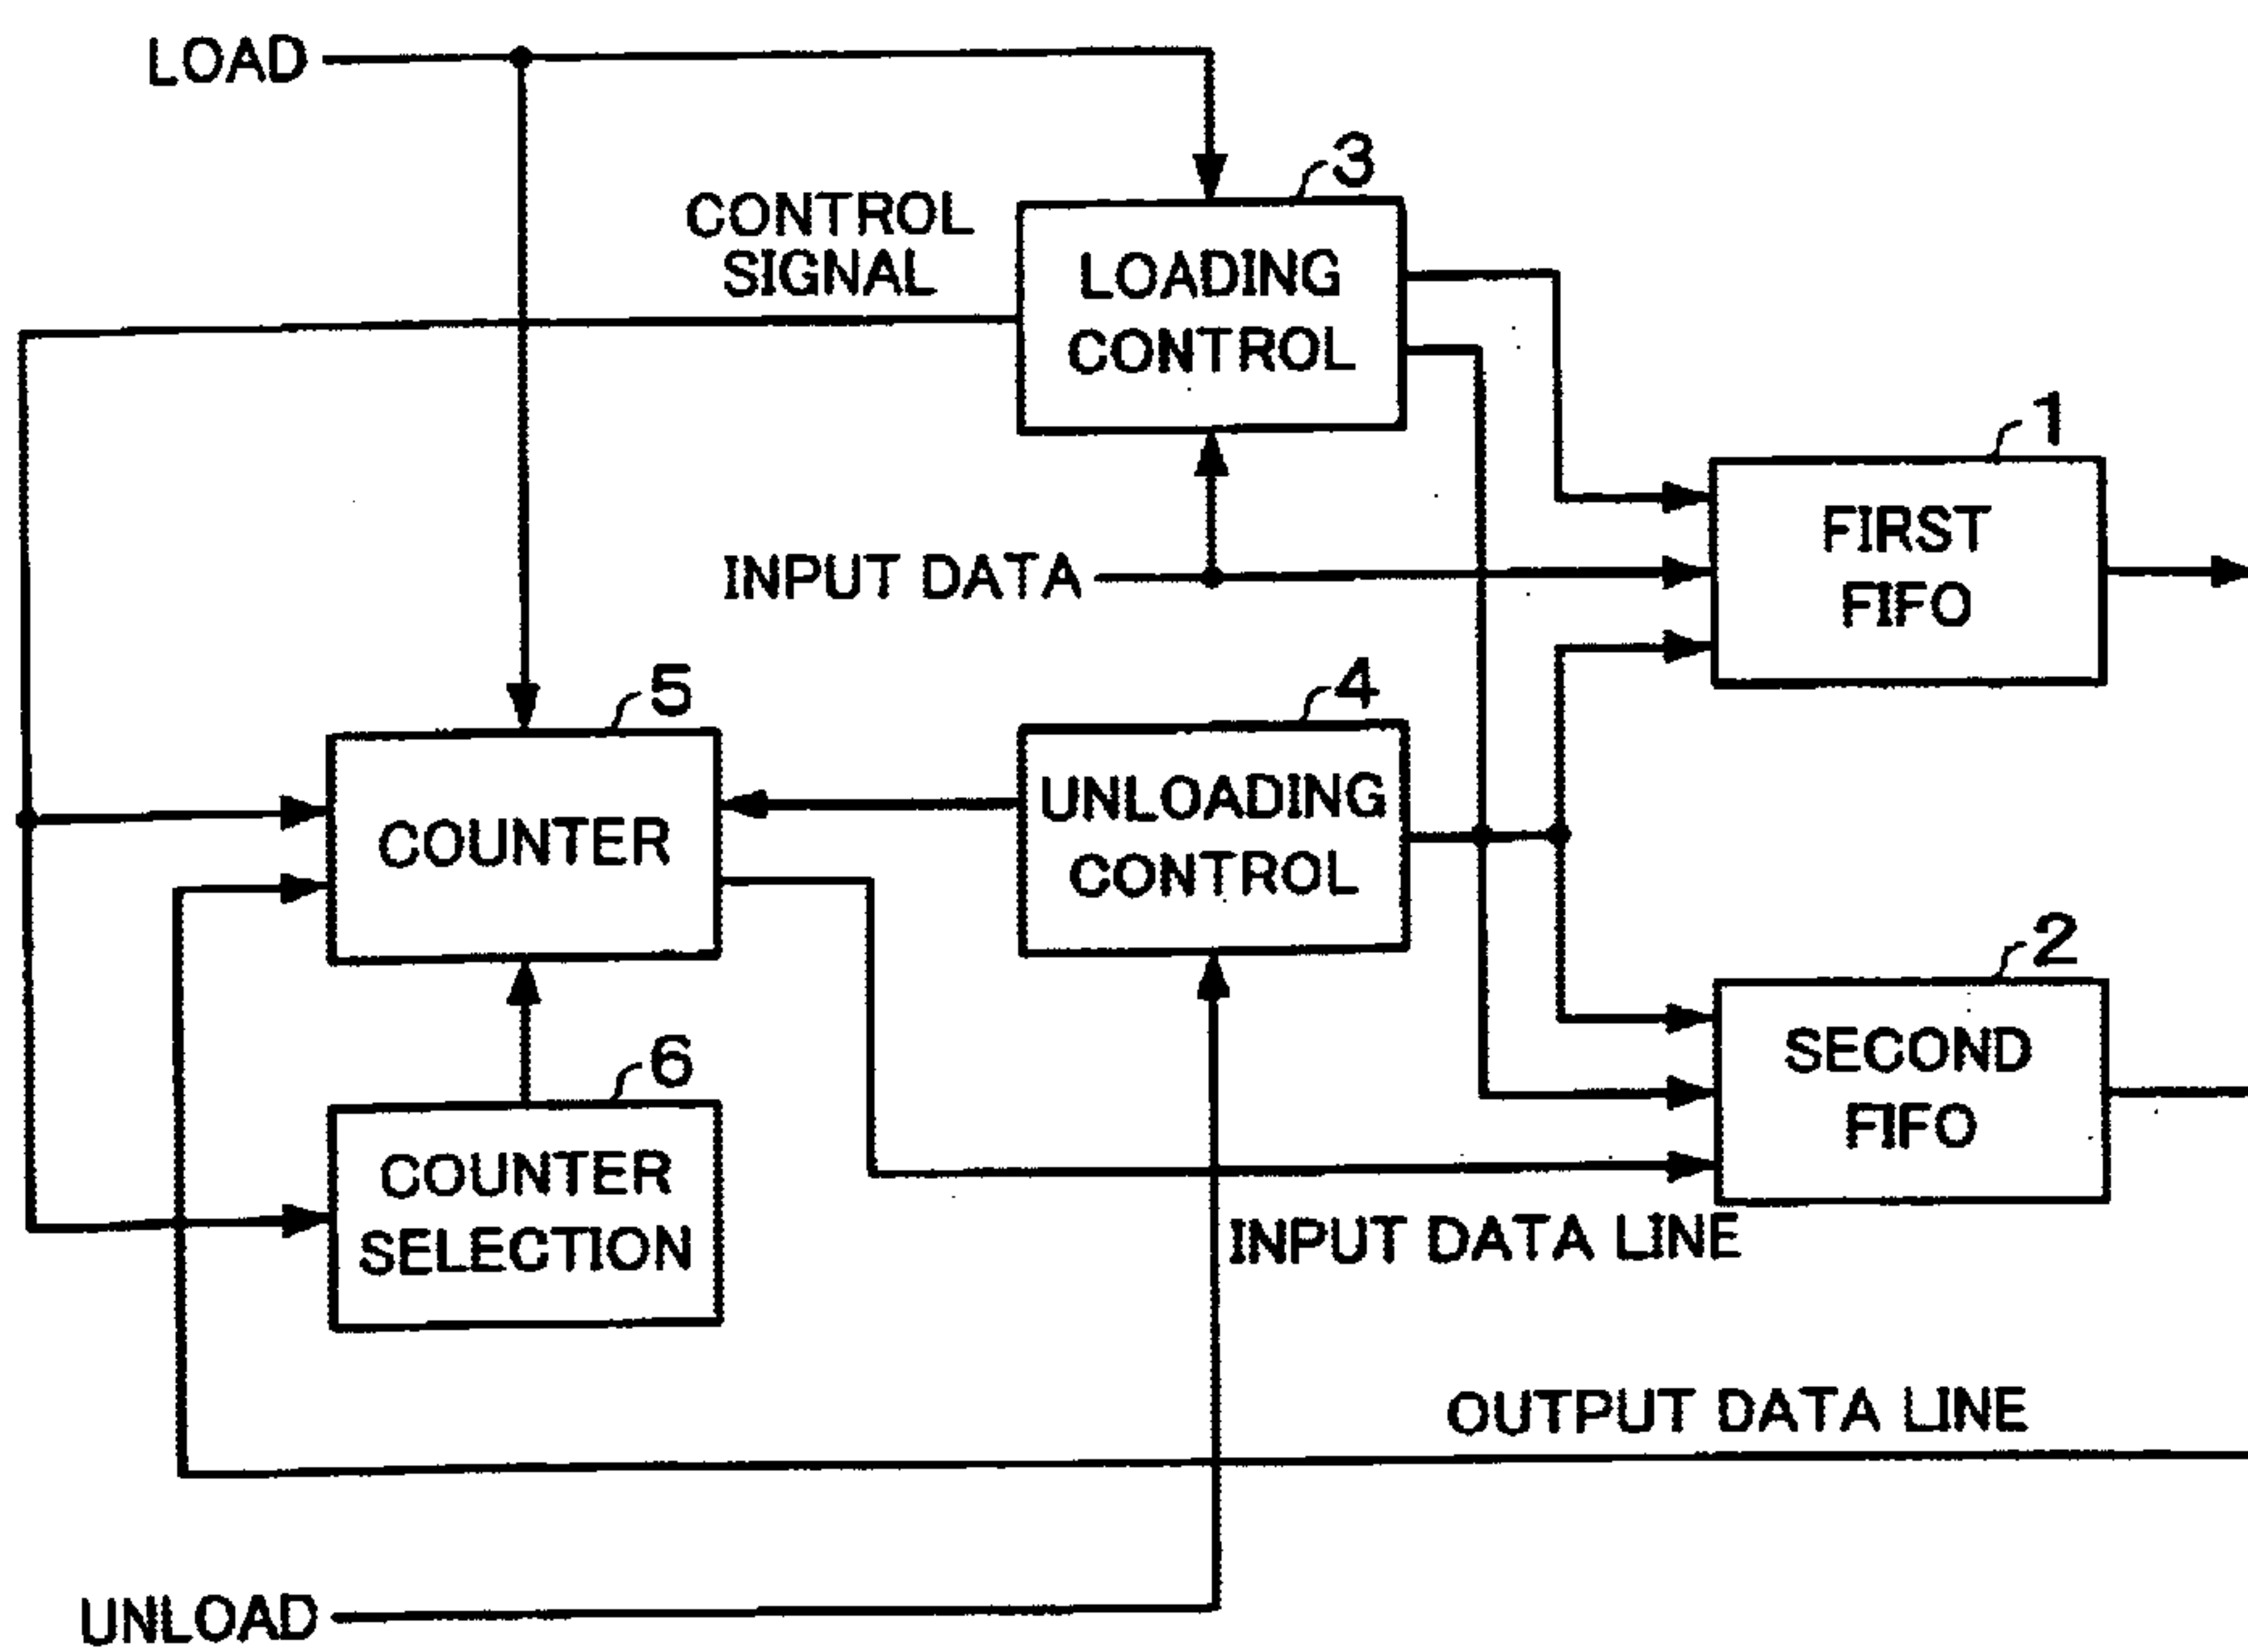 LOAD
3
CONTROL
SIGNAL
LOADING
CONTROL
1
FIRST
FIFO
INPUT DATA
5
4
COUNTER
UNLOADING
CONTROL
2
SECOND
FIFO
6
COUNTER
SELECTION
INPUT DATA LINE
OUTPUT DATA LINE
UNLOAD